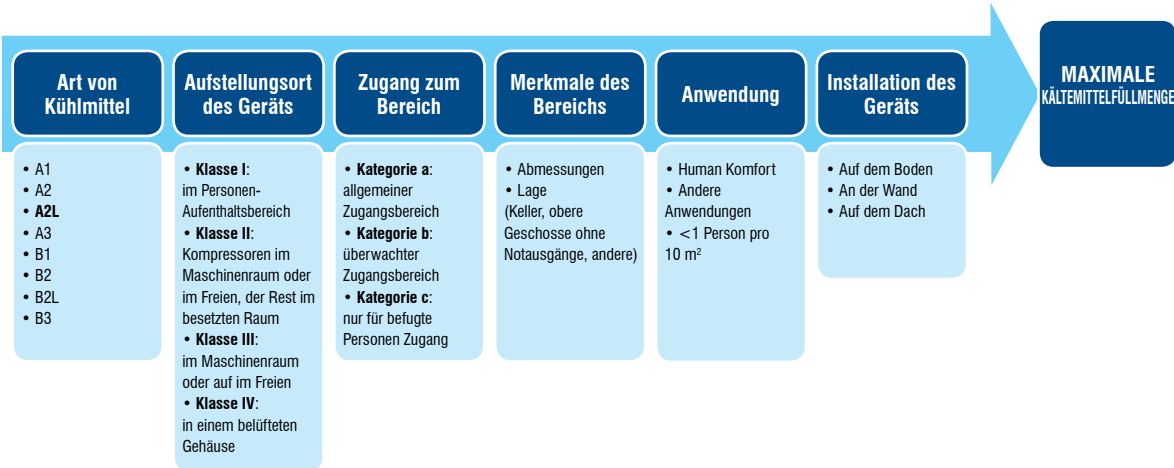 Art von
Kühlmittel
• A1
• A2
• A2L
• A3
• B1
• B2
• B2L
• B3
Aufstellungsort
des Geräts
• Klasse I:
im Personen-
Aufenthaltsbereich
• Klasse II:
Kompressoren im
Maschinenraum oder
im Freien, der Rest im
besetzten Raum
• Klasse III:
im Maschinenraum
oder auf im Freien
• Klasse IV:
in einem belüfteten
Gehäuse
Zugang zum
Bereich
• Kategorie a:
allgemeiner
Zugangsbereich
• Kategorie b:
überwachter
Zugangsbereich
• Kategorie c:
nur für befugte
Personen Zugang
Merkmale des
Bereichs
• Abmessungen
• Lage
(Keller, obere
Geschosse ohne
Notausgänge, andere)
Anwendung
• Human Komfort
• Andere
Anwendungen
• <1 Person pro
10 m²
Installation des
Geräts
• Auf dem Boden
• An der Wand
• Auf dem Dach
MAXIMALE
KÄLTEMITTELFÜLLMENGE